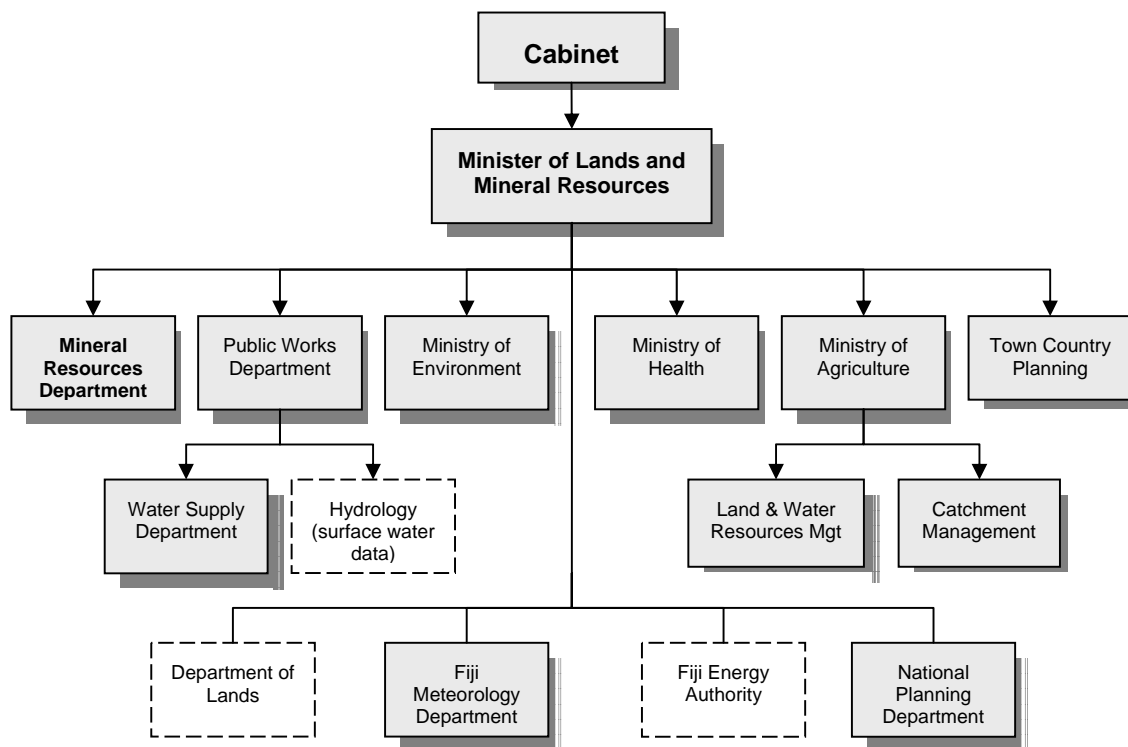 Cabinet
Minister of Lands and
Mineral Resources
Mineral
Resources
Department
Public Works
Department
Ministry of
Environment
Ministry of
Health
Ministry of
Agriculture
Town Country
Planning
Water Supply
Department
Hydrology
(surface water
data)
Land & Water
Resources Mgt
Catchment
Management
Department of
Lands
Fiji
Meteorology
Department
Fiji Energy
Authority
National
Planning
Department